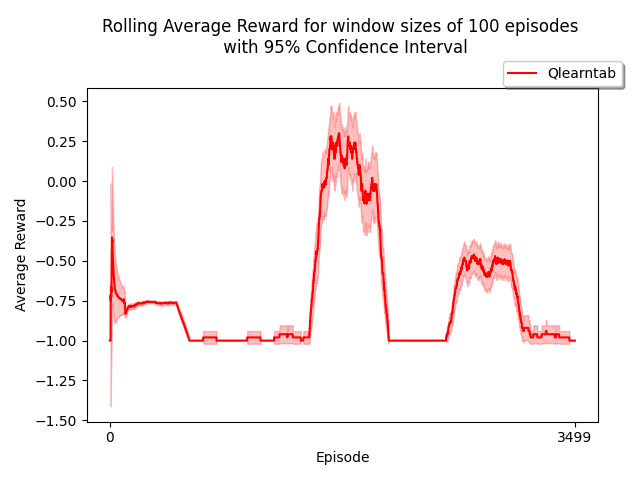 Rolling Average Reward for window sizes of 100 episodes
with 95% Confidence Interval
Qlearntab
0.50
0.25
0.00
−0.25
−0.50
−0.75
−1.00
−1.25
−1.50
Average Reward
0 3499
Episode